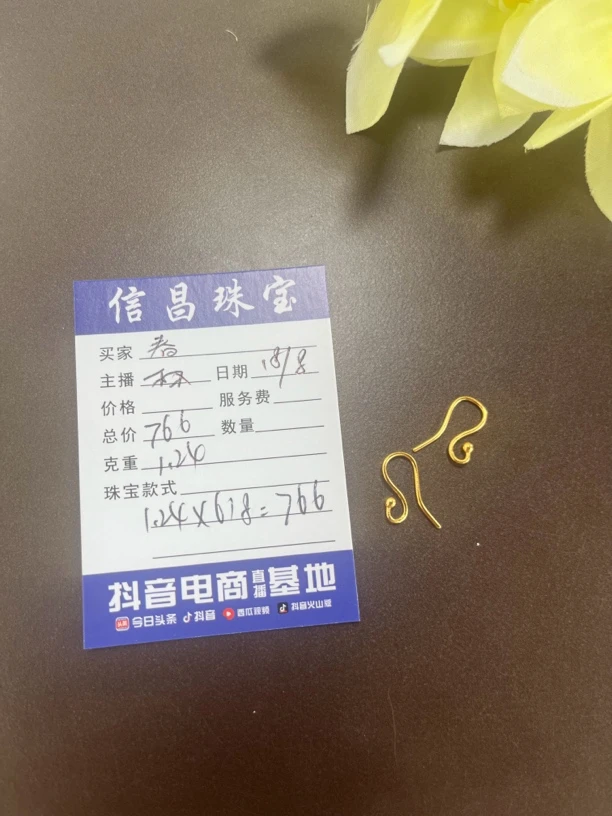 信昌珠宝
买家 春
主播 林 日期 18/8
价格 服务费
总价 766 数量
克重 1.24
珠宝款式
1.24X618=766
抖音电商直播基地
今日头条 抖音 西瓜视频 抖音火山版